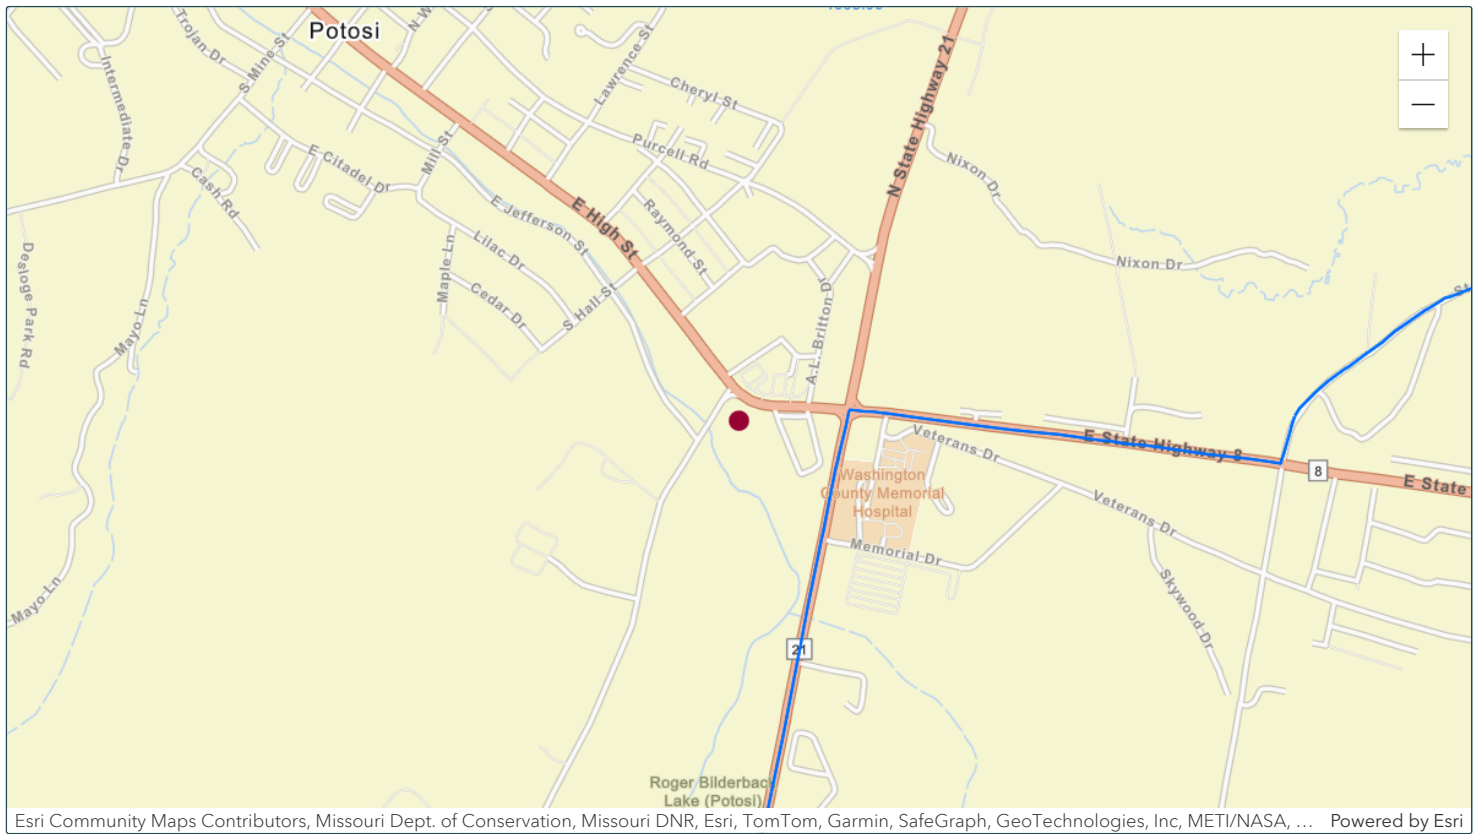 Potosi
Trojan Dr
S Mine St
Intermediate Dr
Lawrence St
Cheryl St
N State Highway 21
+
−
Purcell Rd
Mill St
E Citadel Dr
Cash Rd
Nixon Dr
E Jefferson St
E High St
Raymond St
Lilac Dr
Maple Ln
Cedar Dr
S Hall St
Desloge Park Rd
Mayo Ln
A.L. Britton Dr
Nixon Dr
St
Veterans Dr
E State Highway 8
8
E State
Washington
County Memorial
Hospital
Veterans Dr
Memorial Dr
Mayo Ln
Skywood Dr
21
Roger Bilderback
Lake (Potosi)
Esri Community Maps Contributors, Missouri Dept. of Conservation, Missouri DNR, Esri, TomTom, Garmin, SafeGraph, GeoTechnologies, Inc, METI/NASA, ... Powered by Esri